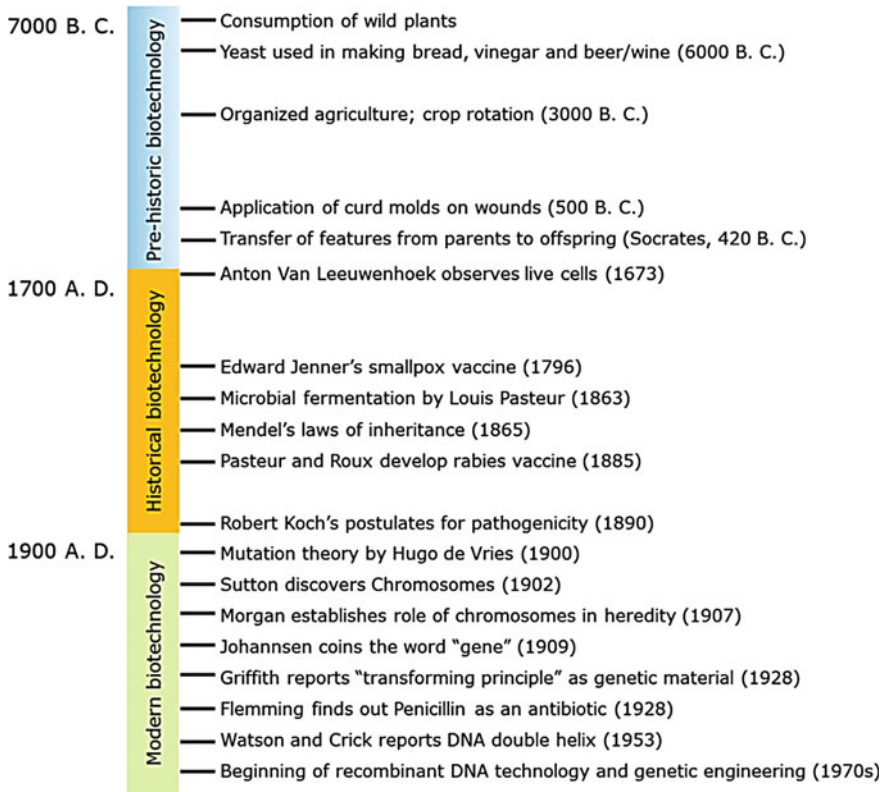 7000 B. C.
Consumption of wild plants
Yeast used in making bread, vinegar and beer/wine (6000 B. C.)
Organized agriculture; crop rotation (3000 B. C.)
Application of curd molds on wounds (500 B. C.)
Transfer of features from parents to offspring (Socrates, 420 B. C.)
Pre-historic biotechnology
1700 A. D.
Anton Van Leeuwenhoek observes live cells (1673)
Edward Jenner's smallpox vaccine (1796)
Microbial fermentation by Louis Pasteur (1863)
Mendel's laws of inheritance (1865)
Pasteur and Roux develop rabies vaccine (1885)
Robert Koch's postulates for pathogenicity (1890)
Historical biotechnology
1900 A. D.
Mutation theory by Hugo de Vries (1900)
Sutton discovers Chromosomes (1902)
Morgan establishes role of chromosomes in heredity (1907)
Johannsen coins the word “gene” (1909)
Griffith reports “transforming principle” as genetic material (1928)
Flemming finds out Penicillin as an antibiotic (1928)
Watson and Crick reports DNA double helix (1953)
Beginning of recombinant DNA technology and genetic engineering (1970s)
Modern biotechnology